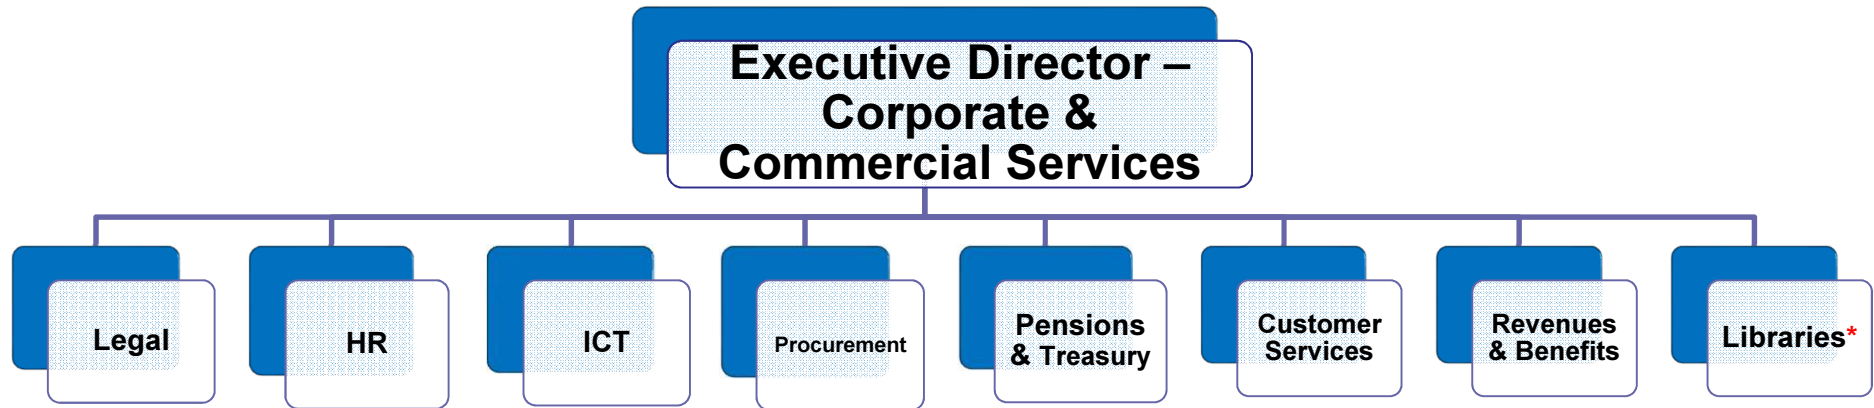 Executive Director –
Corporate &
Commercial Services
Legal
HR
ICT
Procurement
Pensions
& Treasury
Customer
Services
Revenues
& Benefits
Libraries*